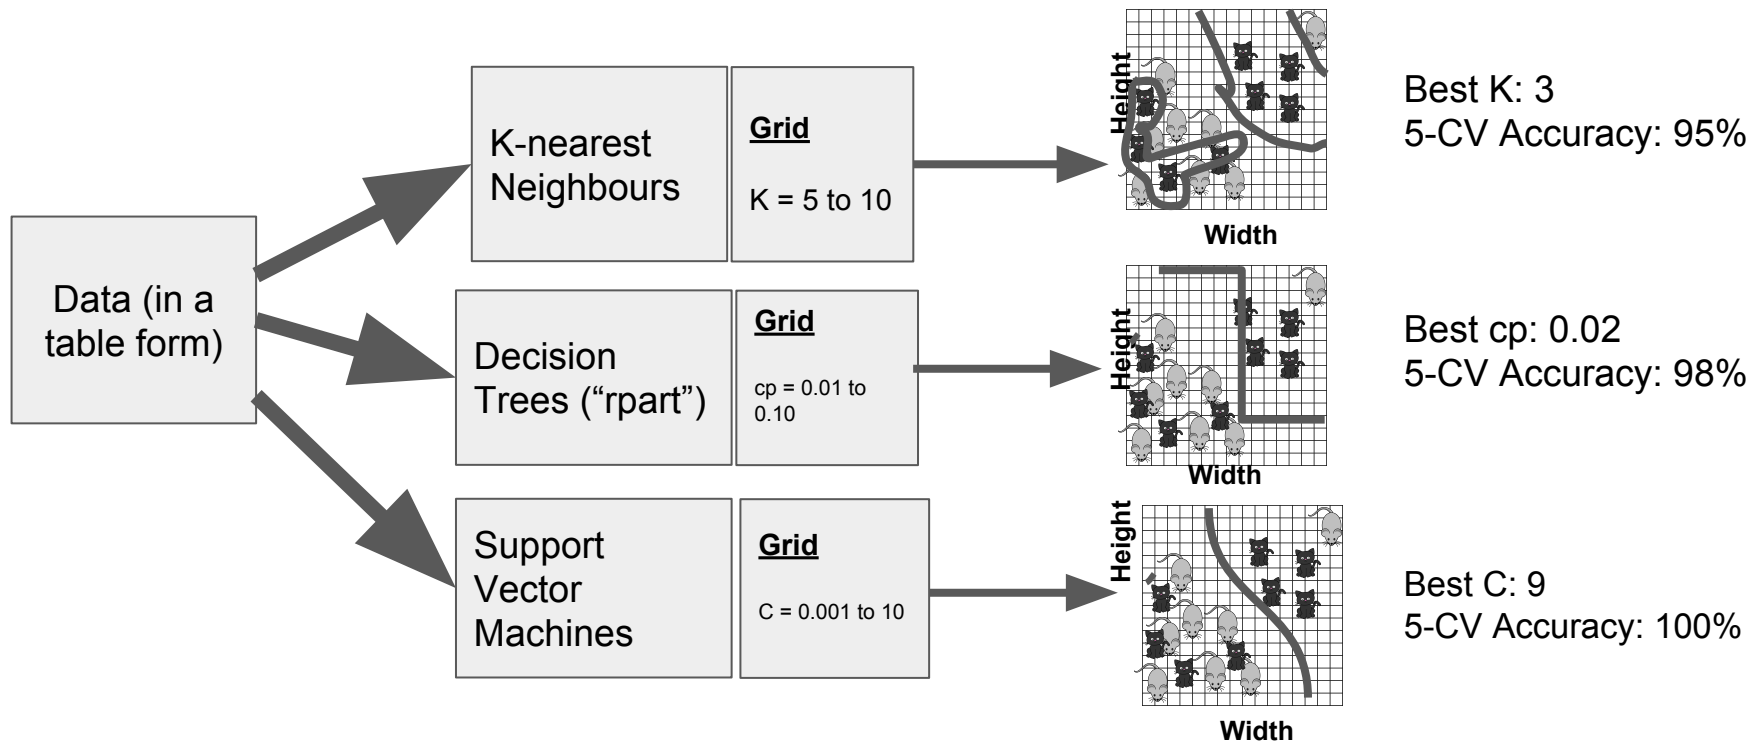 Data (in a
table form)
K-nearest
Neighbours
Grid
K = 5 to 10
Height
Width
Best K: 3
5-CV Accuracy: 95%
Decision
Trees (“rpart”)
Grid
cp = 0.01 to
0.10
Height
Width
Best cp: 0.02
5-CV Accuracy: 98%
Support
Vector
Machines
Grid
C = 0.001 to 10
Height
Width
Best C: 9
5-CV Accuracy: 100%